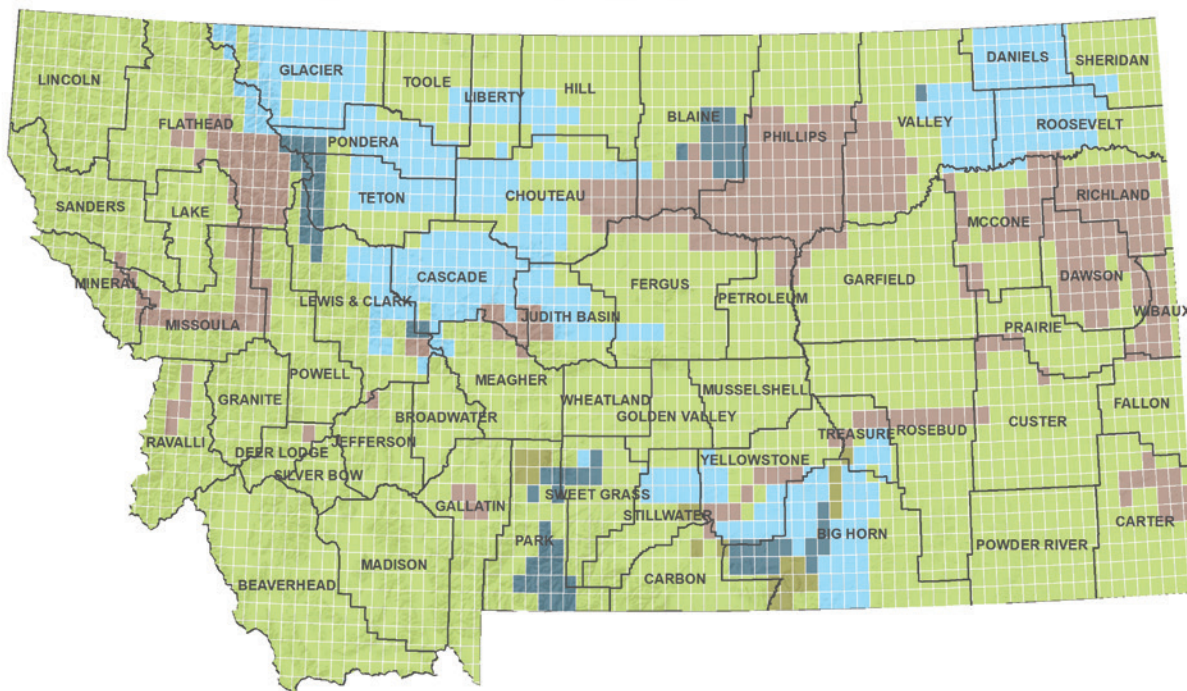 DANIELS
SHERIDAN
LINCOLN
GLACIER
TOOLE
HILL
LIBERTY
FLATHEAD
BLAINE
PHILLIPS
VALLEY
ROOSEVELT
PONDERA
TETON
CHOUTEAU
RICHLAND
SANDERS
LAKE
MCCONE
CASCADE
FERGUS
GARFIELD
DAWSON
MINERAL
LEWIS & CLARK
PETROLEUM
MISSOULA
JUDITH BASIN
WIBAUX
PRAIRIE
POWELL
MEAGHER
GRANITE
WHEATLAND
MUSSELSHELL
BROADWATER
GOLDEN VALLEY
CUSTER
FALLON
RAVALLI
JEFFERSON
TREASURE
ROSEBUD
DEER LODGE
SILVER BOW
YELLOWSTONE
SWEET GRASS
GALLATIN
STILLWATER
CARTER
PARK
BIG HORN
POWDER RIVER
MADISON
CARBON
BEAVERHEAD